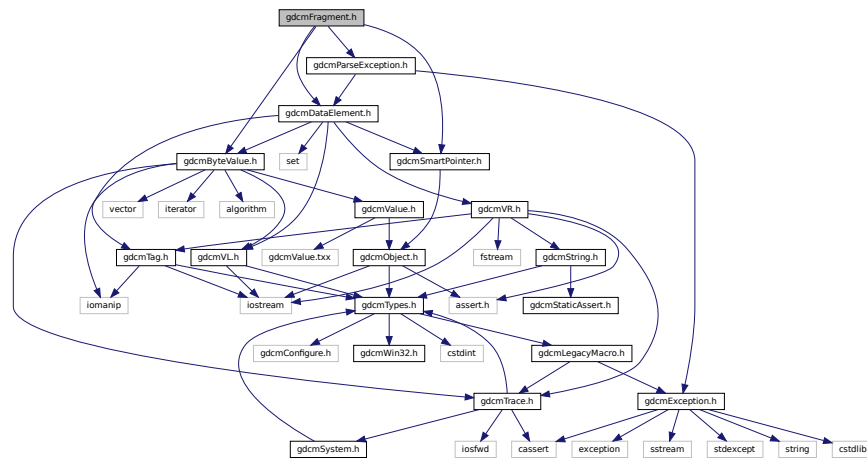 gdcmFragment.h
gdcmParseException.h
gdcmDataElement.h
gdcmByteValue.h
set
gdcmSmartPointer.h
vector
iterator
algorithm
gdcmValue.h
gdcmVR.h
gdcmTag.h
gdcmVL.h
gdcmValue.txx
gdcmObject.h
fstream
gdcmString.h
iomanip
iostream
gdcmTypes.h
assert.h
gdcmStaticAssert.h
gdcmConfigure.h
gdcmWin32.h
cstdint
gdcmLegacyMacro.h
gdcmTrace.h
gdcmException.h
gdcmSystem.h
iosfwd
cassert
exception
sstream
stdexcept
string
cstdlib